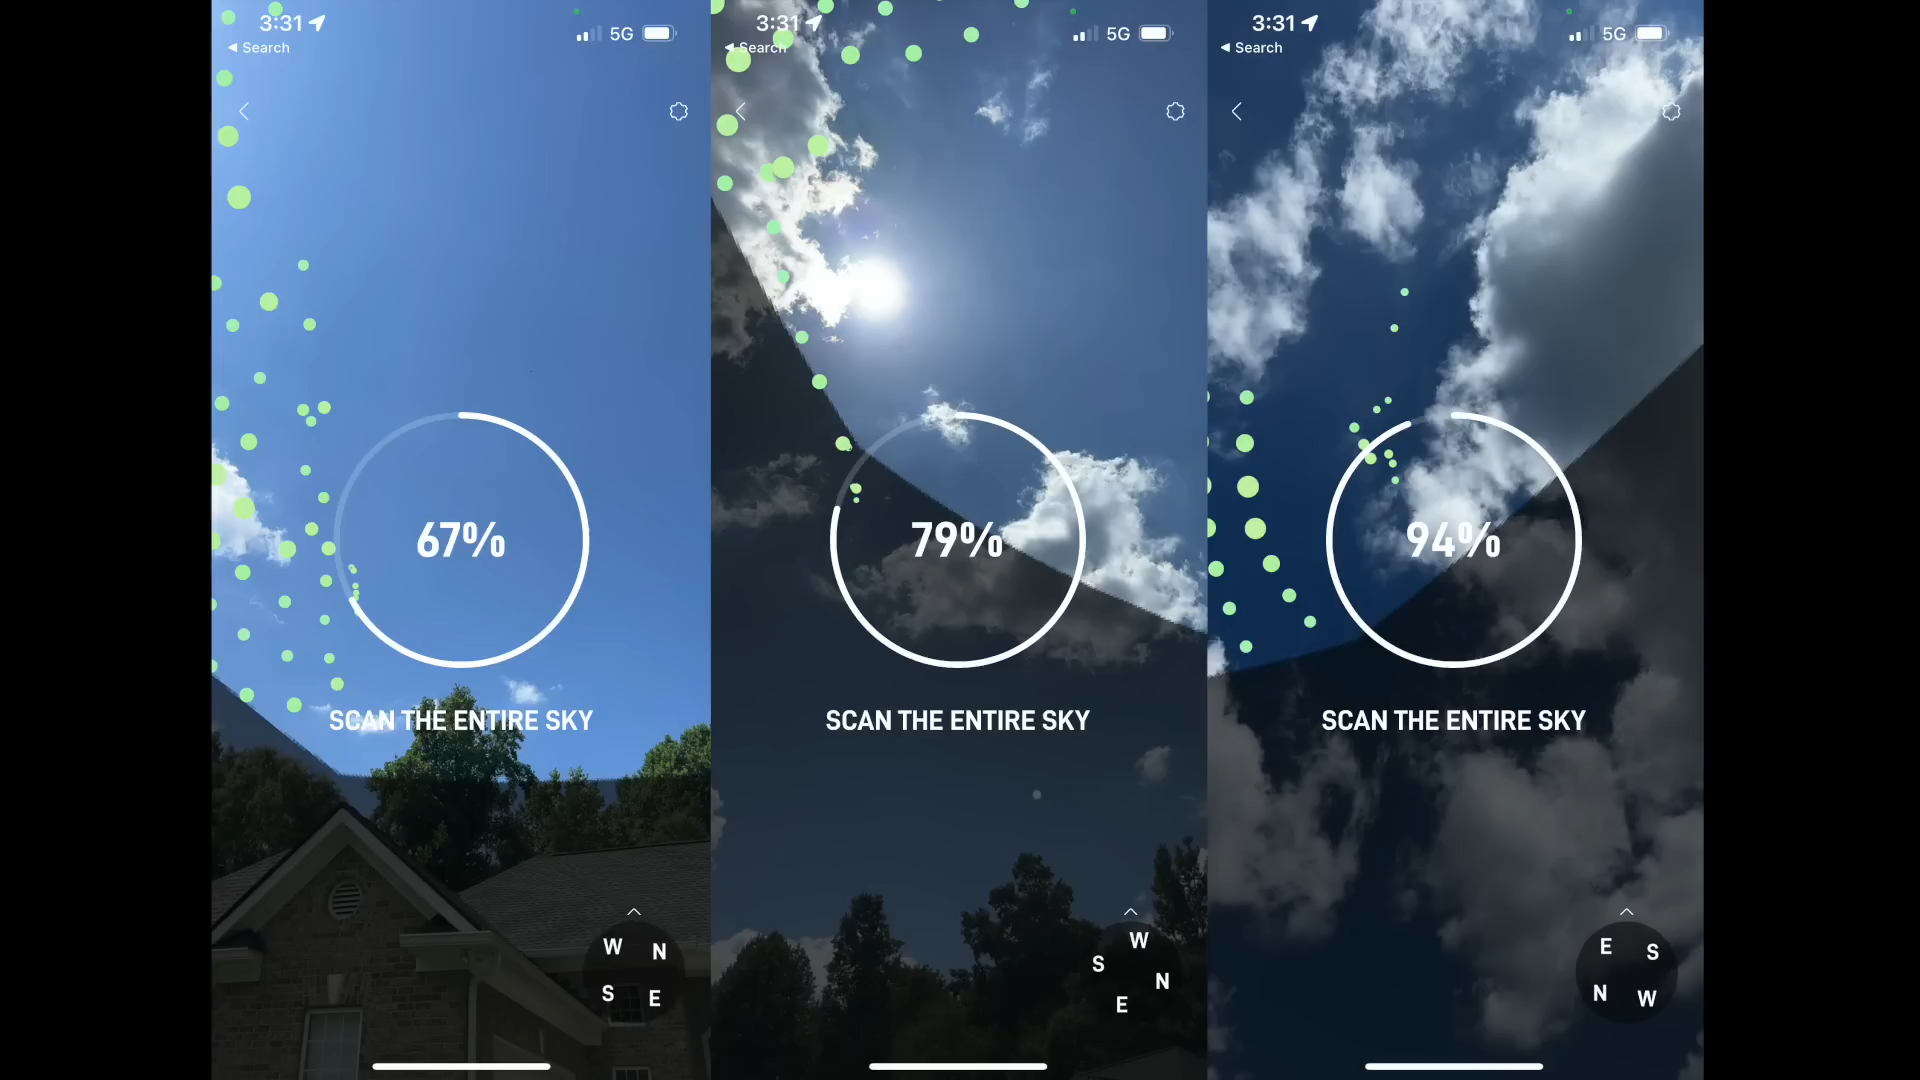 3:31
5G
◀ Search
67%
SCAN THE ENTIRE SKY
W N
S E
3:31
5G
◀ Search
79%
SCAN THE ENTIRE SKY
W
S
N
E
3:31
5G
◀ Search
94%
SCAN THE ENTIRE SKY
E S
N W